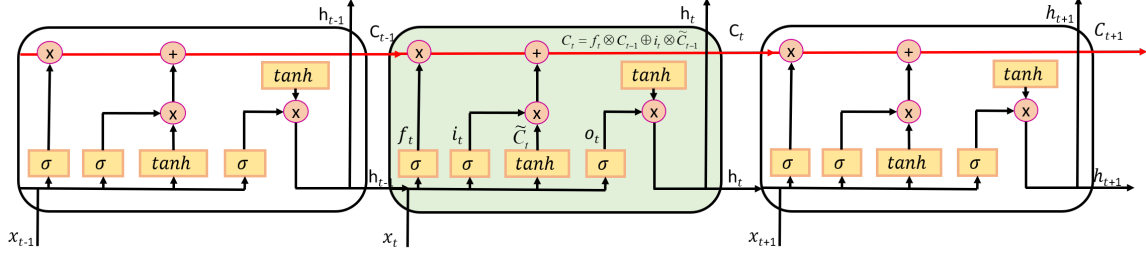 h_{t-1} h_t h_{t+1}
C_{t-1} C_t C_{t+1}
C_t = f_t ⊗ C_{t-1} ⊕ i_t ⊗ C̃_{t-1}
x + x + x +
tanh tanh tanh
x x x x x x
f_t i_t C̃_t o_t
σ σ tanh σ σ σ tanh σ σ σ tanh σ
h_{t-1} h_t h_{t+1}
x_{t-1} x_t x_{t+1}